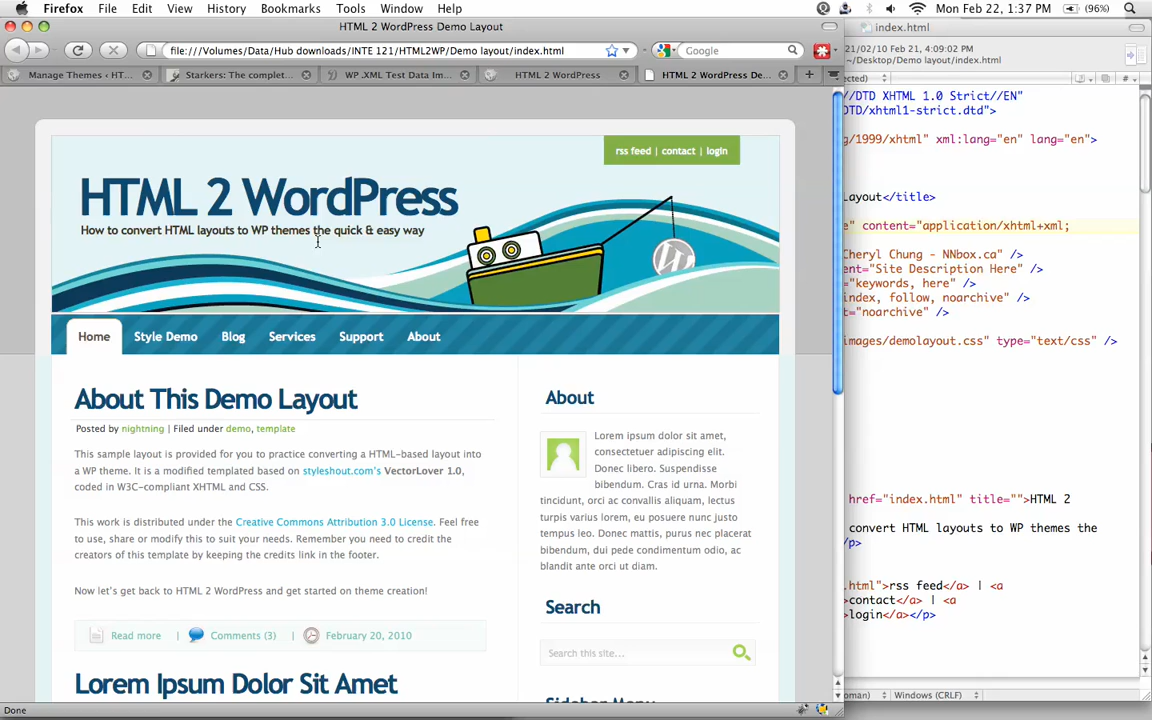 Firefox File Edit View History Bookmarks Tools Window Help Mon Feb 22, 1:37 PM (96%)
HTML 2 WordPress Demo Layout
index.html
file:///Volumes/Data/Hub downloads/INTE 121/HTML2WP/Demo layout/index.html
Google
21/02/10 Feb 21, 4:09:02 PM
~/Desktop/Demo layout/index.html
Manage Themes ‹ HT...
Starkers: The complet...
WP .XML Test Data Im...
HTML 2 WordPress
HTML 2 WordPress De...
ected)
//DTD XHTML 1.0 Strict//EN"
DTD/xhtml1-strict.dtd">
g/1999/xhtml" xml:lang="en" lang="en">
ayout</title>
e" content="application/xhtml+xml;
Cheryl Chung - NNbox.ca" />
ent="Site Description Here" />
="keywords, here" />
index, follow, noarchive" />
t="noarchive" />
images/demolayout.css" type="text/css" />
href="index.html" title="">HTML 2
convert HTML layouts to WP themes the
/p>
.html">rss feed</a> | <a
>contact</a> | <a
>login</a></p>
rss feed | contact | login
HTML 2 WordPress
How to convert HTML layouts to WP themes the quick & easy way
W
Home Style Demo Blog Services Support About
About This Demo Layout
Posted by nightning | Filed under demo, template
This sample layout is provided for you to practice converting a HTML-based layout into
a WP theme. It is a modified templated based on styleshout.com's VectorLover 1.0,
coded in W3C-compliant XHTML and CSS.
This work is distributed under the Creative Commons Attribution 3.0 License. Feel free
to use, share or modify this to suit your needs. Remember you need to credit the
creators of this template by keeping the credits link in the footer.
Now let's get back to HTML 2 WordPress and get started on theme creation!
Read more | Comments (3) | February 20, 2010
Lorem Ipsum Dolor Sit Amet
About
Lorem ipsum dolor sit amet,
consectetuer adipiscing elit.
Donec libero. Suspendisse
bibendum. Cras id urna. Morbi
tincidunt, orci ac convallis aliquam, lectus
turpis varius lorem, eu posuere nunc justo
tempus leo. Donec mattis, purus nec placerat
bibendum, dui pede condimentum odio, ac
blandit ante orci ut diam.
Search
Search this site...
Sidebar Menu
Done
oman) Windows (CRLF)